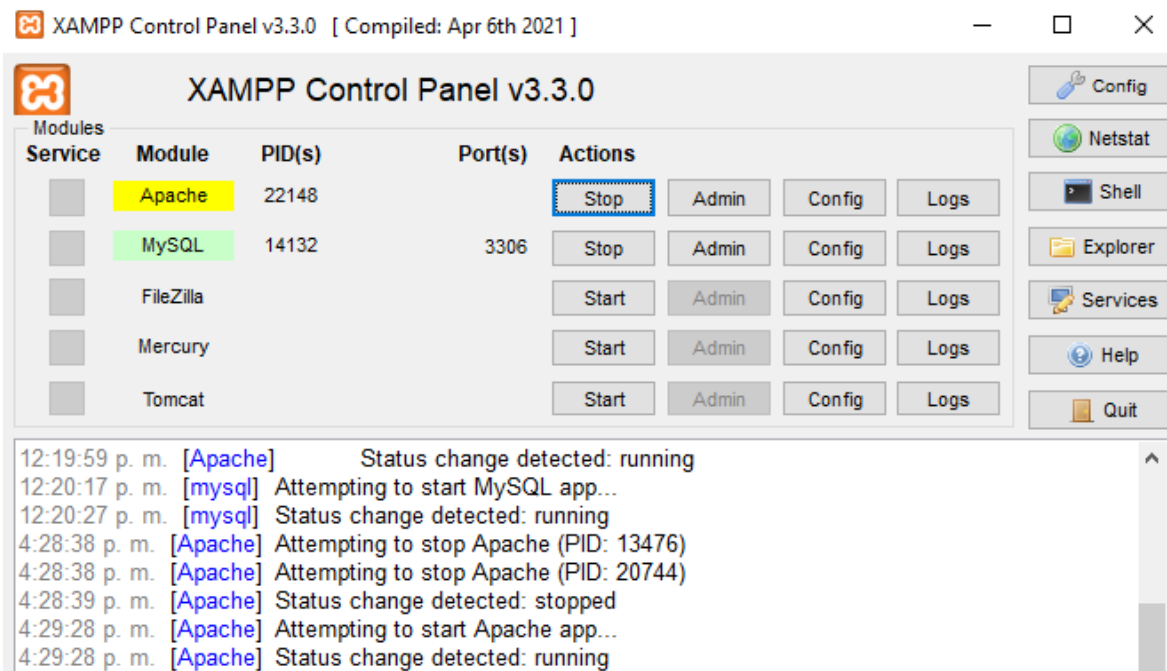 XAMPP Control Panel v3.3.0 [ Compiled: Apr 6th 2021 ]
XAMPP Control Panel v3.3.0
Config
Modules
Service Module PID(s) Port(s) Actions
Netstat
Apache 22148 Stop Admin Config Logs
Shell
MySQL 14132 3306 Stop Admin Config Logs
Explorer
FileZilla Start Admin Config Logs
Services
Mercury Start Admin Config Logs
Help
Tomcat Start Admin Config Logs
Quit
12:19:59 p. m. [Apache] Status change detected: running
12:20:17 p. m. [mysql] Attempting to start MySQL app...
12:20:27 p. m. [mysql] Status change detected: running
4:28:38 p. m. [Apache] Attempting to stop Apache (PID: 13476)
4:28:38 p. m. [Apache] Attempting to stop Apache (PID: 20744)
4:28:39 p. m. [Apache] Status change detected: stopped
4:29:28 p. m. [Apache] Attempting to start Apache app...
4:29:28 p. m. [Apache] Status change detected: running